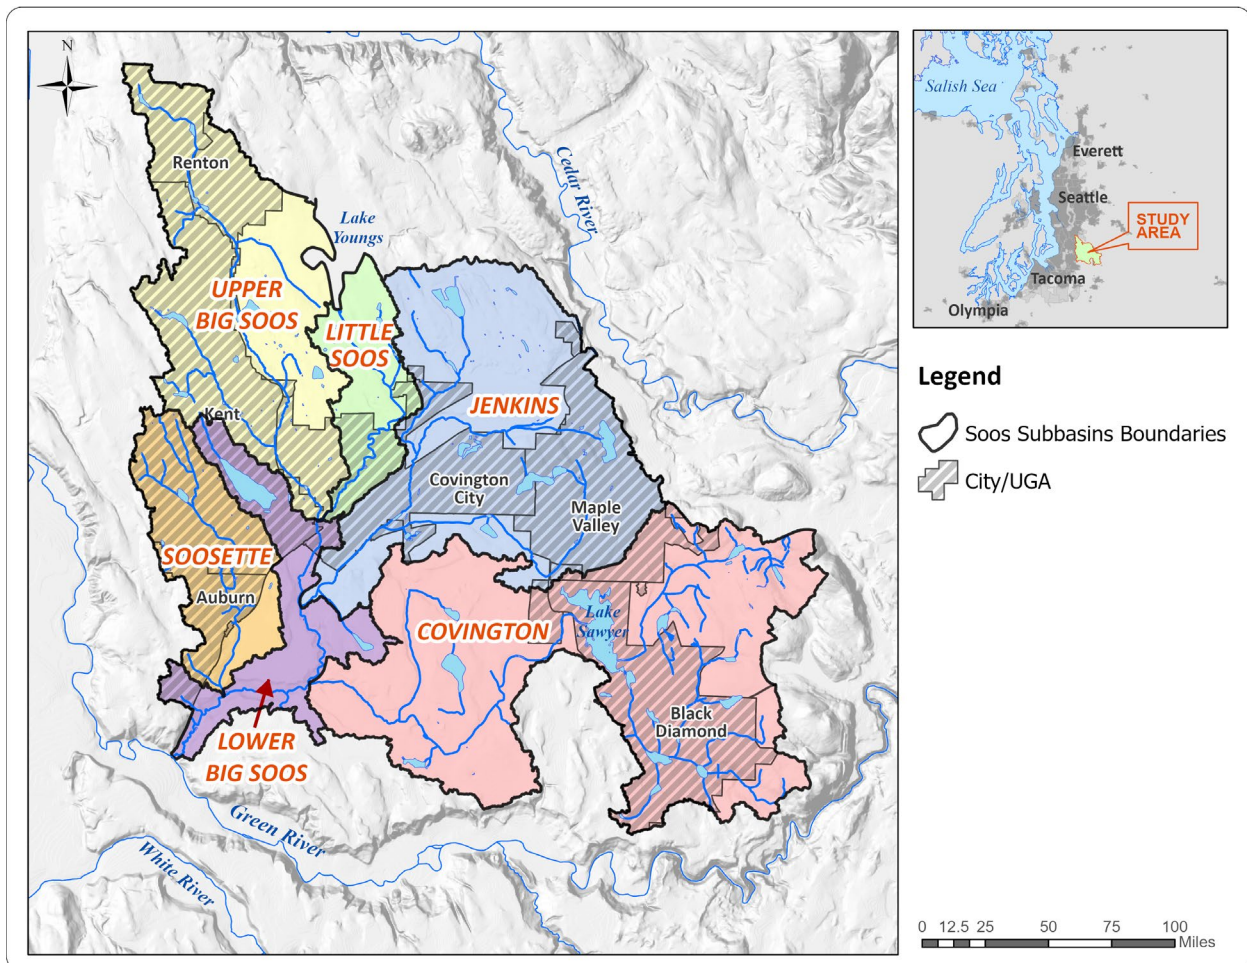 N
Renton
Lake
Youngs
Cedar River
UPPER
BIG SOOS
LITTLE
SOOS
JENKINS
Kent
Covington
City
Maple
Valley
SOOSETTE
Auburn
COVINGTON
Lake
Sawyer
Black
Diamond
LOWER
BIG SOOS
Green River
White River
Salish Sea
Everett
Seattle
STUDY
AREA
Tacoma
Olympia
Legend
Soos Subbasins Boundaries
City/UGA
0 12.5 25 50 75 100
Miles